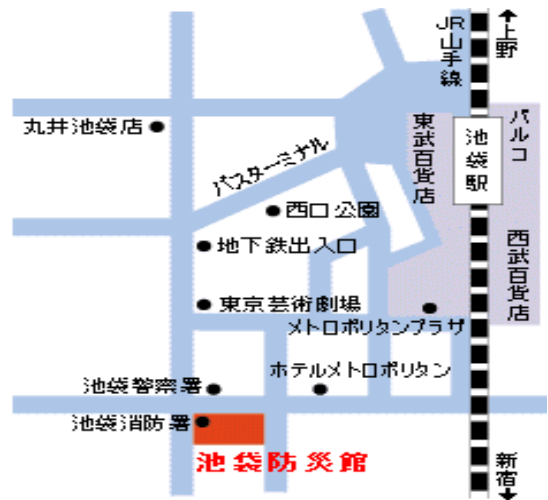 JR山手線
上野
丸井池袋店
東武百貨店
池袋駅
パルコ
バスターミナル
西口公園
地下鉄出入口
西武百貨店
東京芸術劇場
メトロポリタンプラザ
ホテルメトロポリタン
池袋警察署
池袋消防署
池袋防災館
新宿